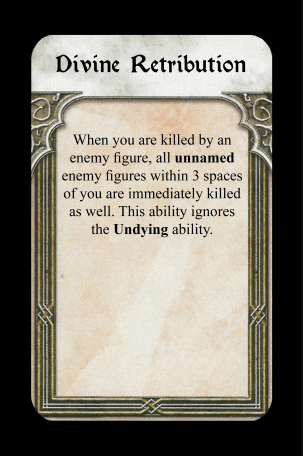 Divine Retribution
When you are killed by an
enemy figure, all unnamed
enemy figures within 3 spaces
of you are immediately killed
as well. This ability ignores
the Undying ability.